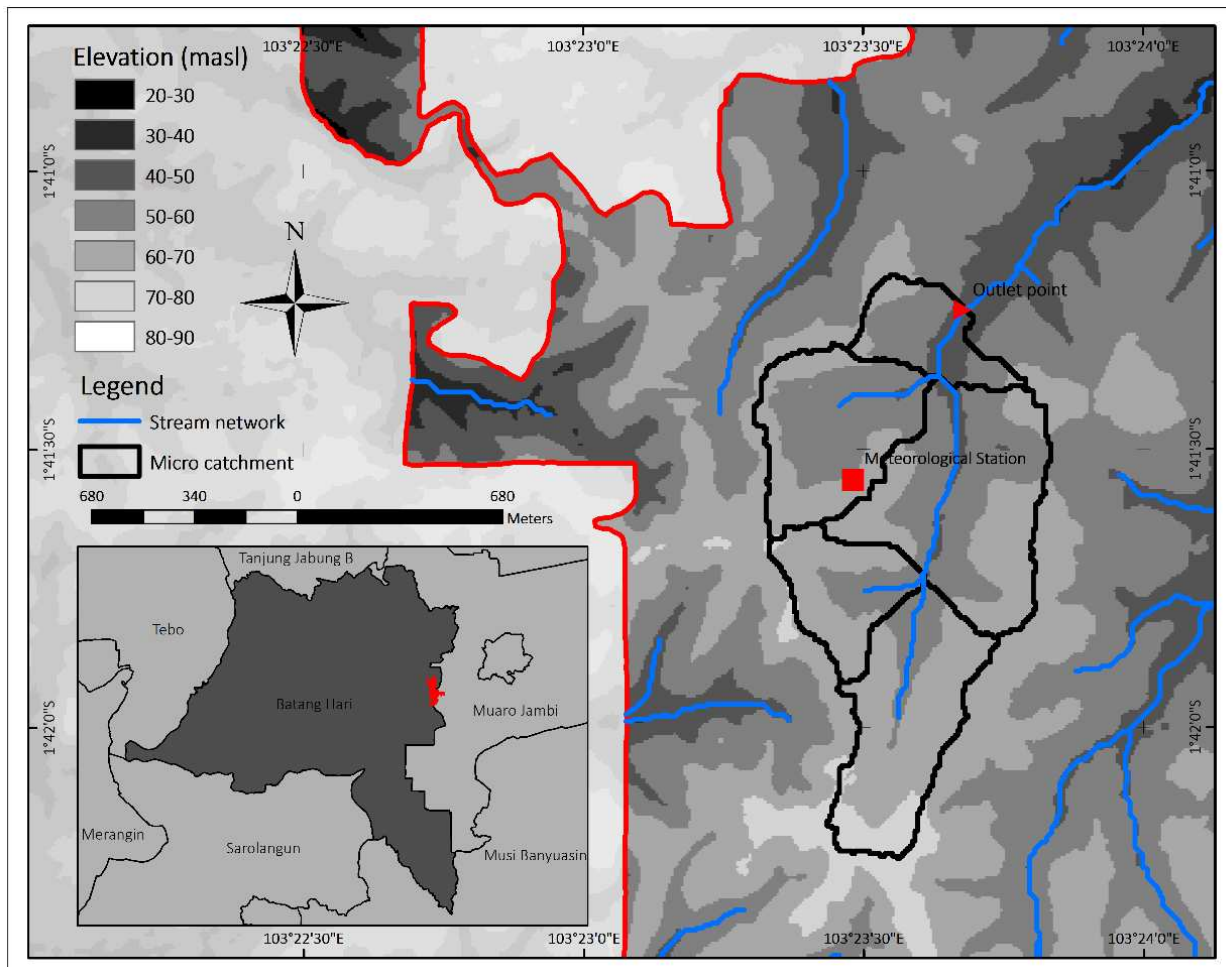 103°22'30"E
103°23'0"E
103°23'30"E
103°24'0"E
Elevation (masl)
20-30
30-40
40-50
50-60
60-70
70-80
80-90
1°41'0"S
1°41'0"S
N
Outlet point
Legend
Stream network
Micro catchment
1°41'30"S
1°41'30"S
Meteorological Station
680
340
0
680
Meters
Tanjung Jabung B
Tebo
Batang Hari
Muaro Jambi
Merangin
Sarolangun
Musi Banyuasin
1°42'0"S
1°42'0"S
103°22'30"E
103°23'0"E
103°23'30"E
103°24'0"E